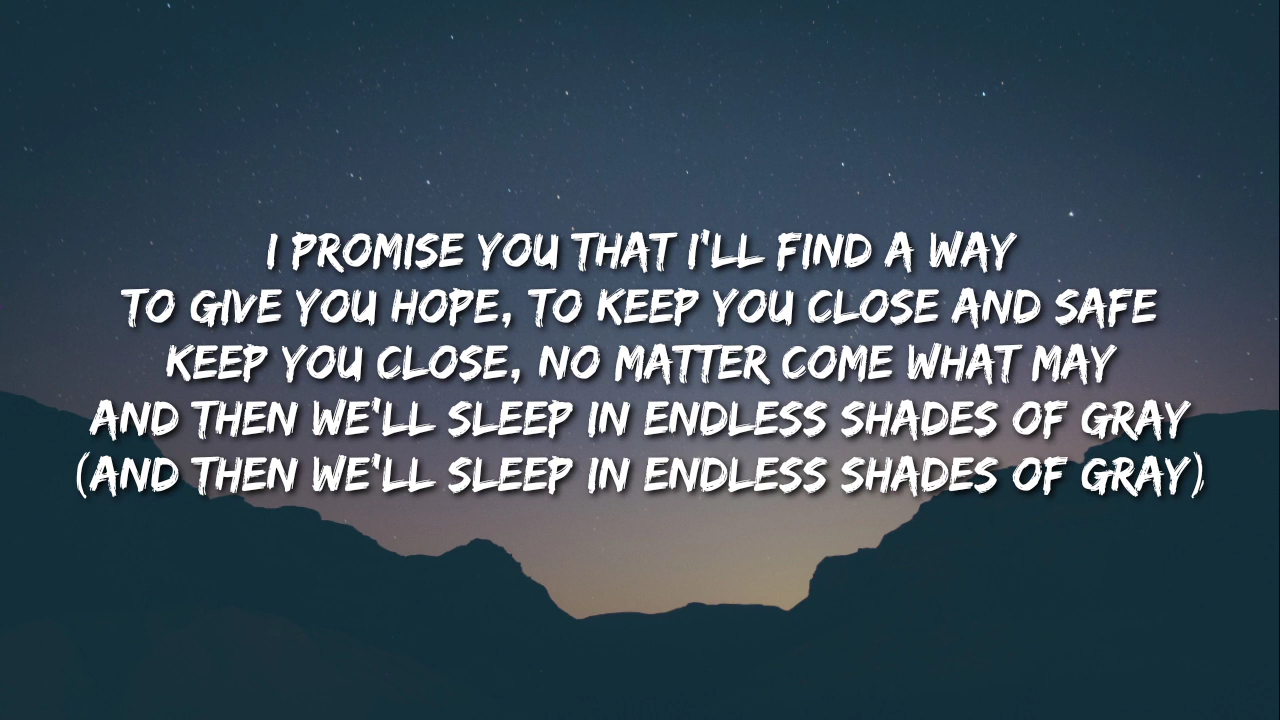 I PROMISE YOU THAT I'LL FIND A WAY
TO GIVE YOU HOPE, TO KEEP YOU CLOSE AND SAFE
KEEP YOU CLOSE, NO MATTER COME WHAT MAY
AND THEN WE'LL SLEEP IN ENDLESS SHADES OF GRAY
(AND THEN WE'LL SLEEP IN ENDLESS SHADES OF GRAY)